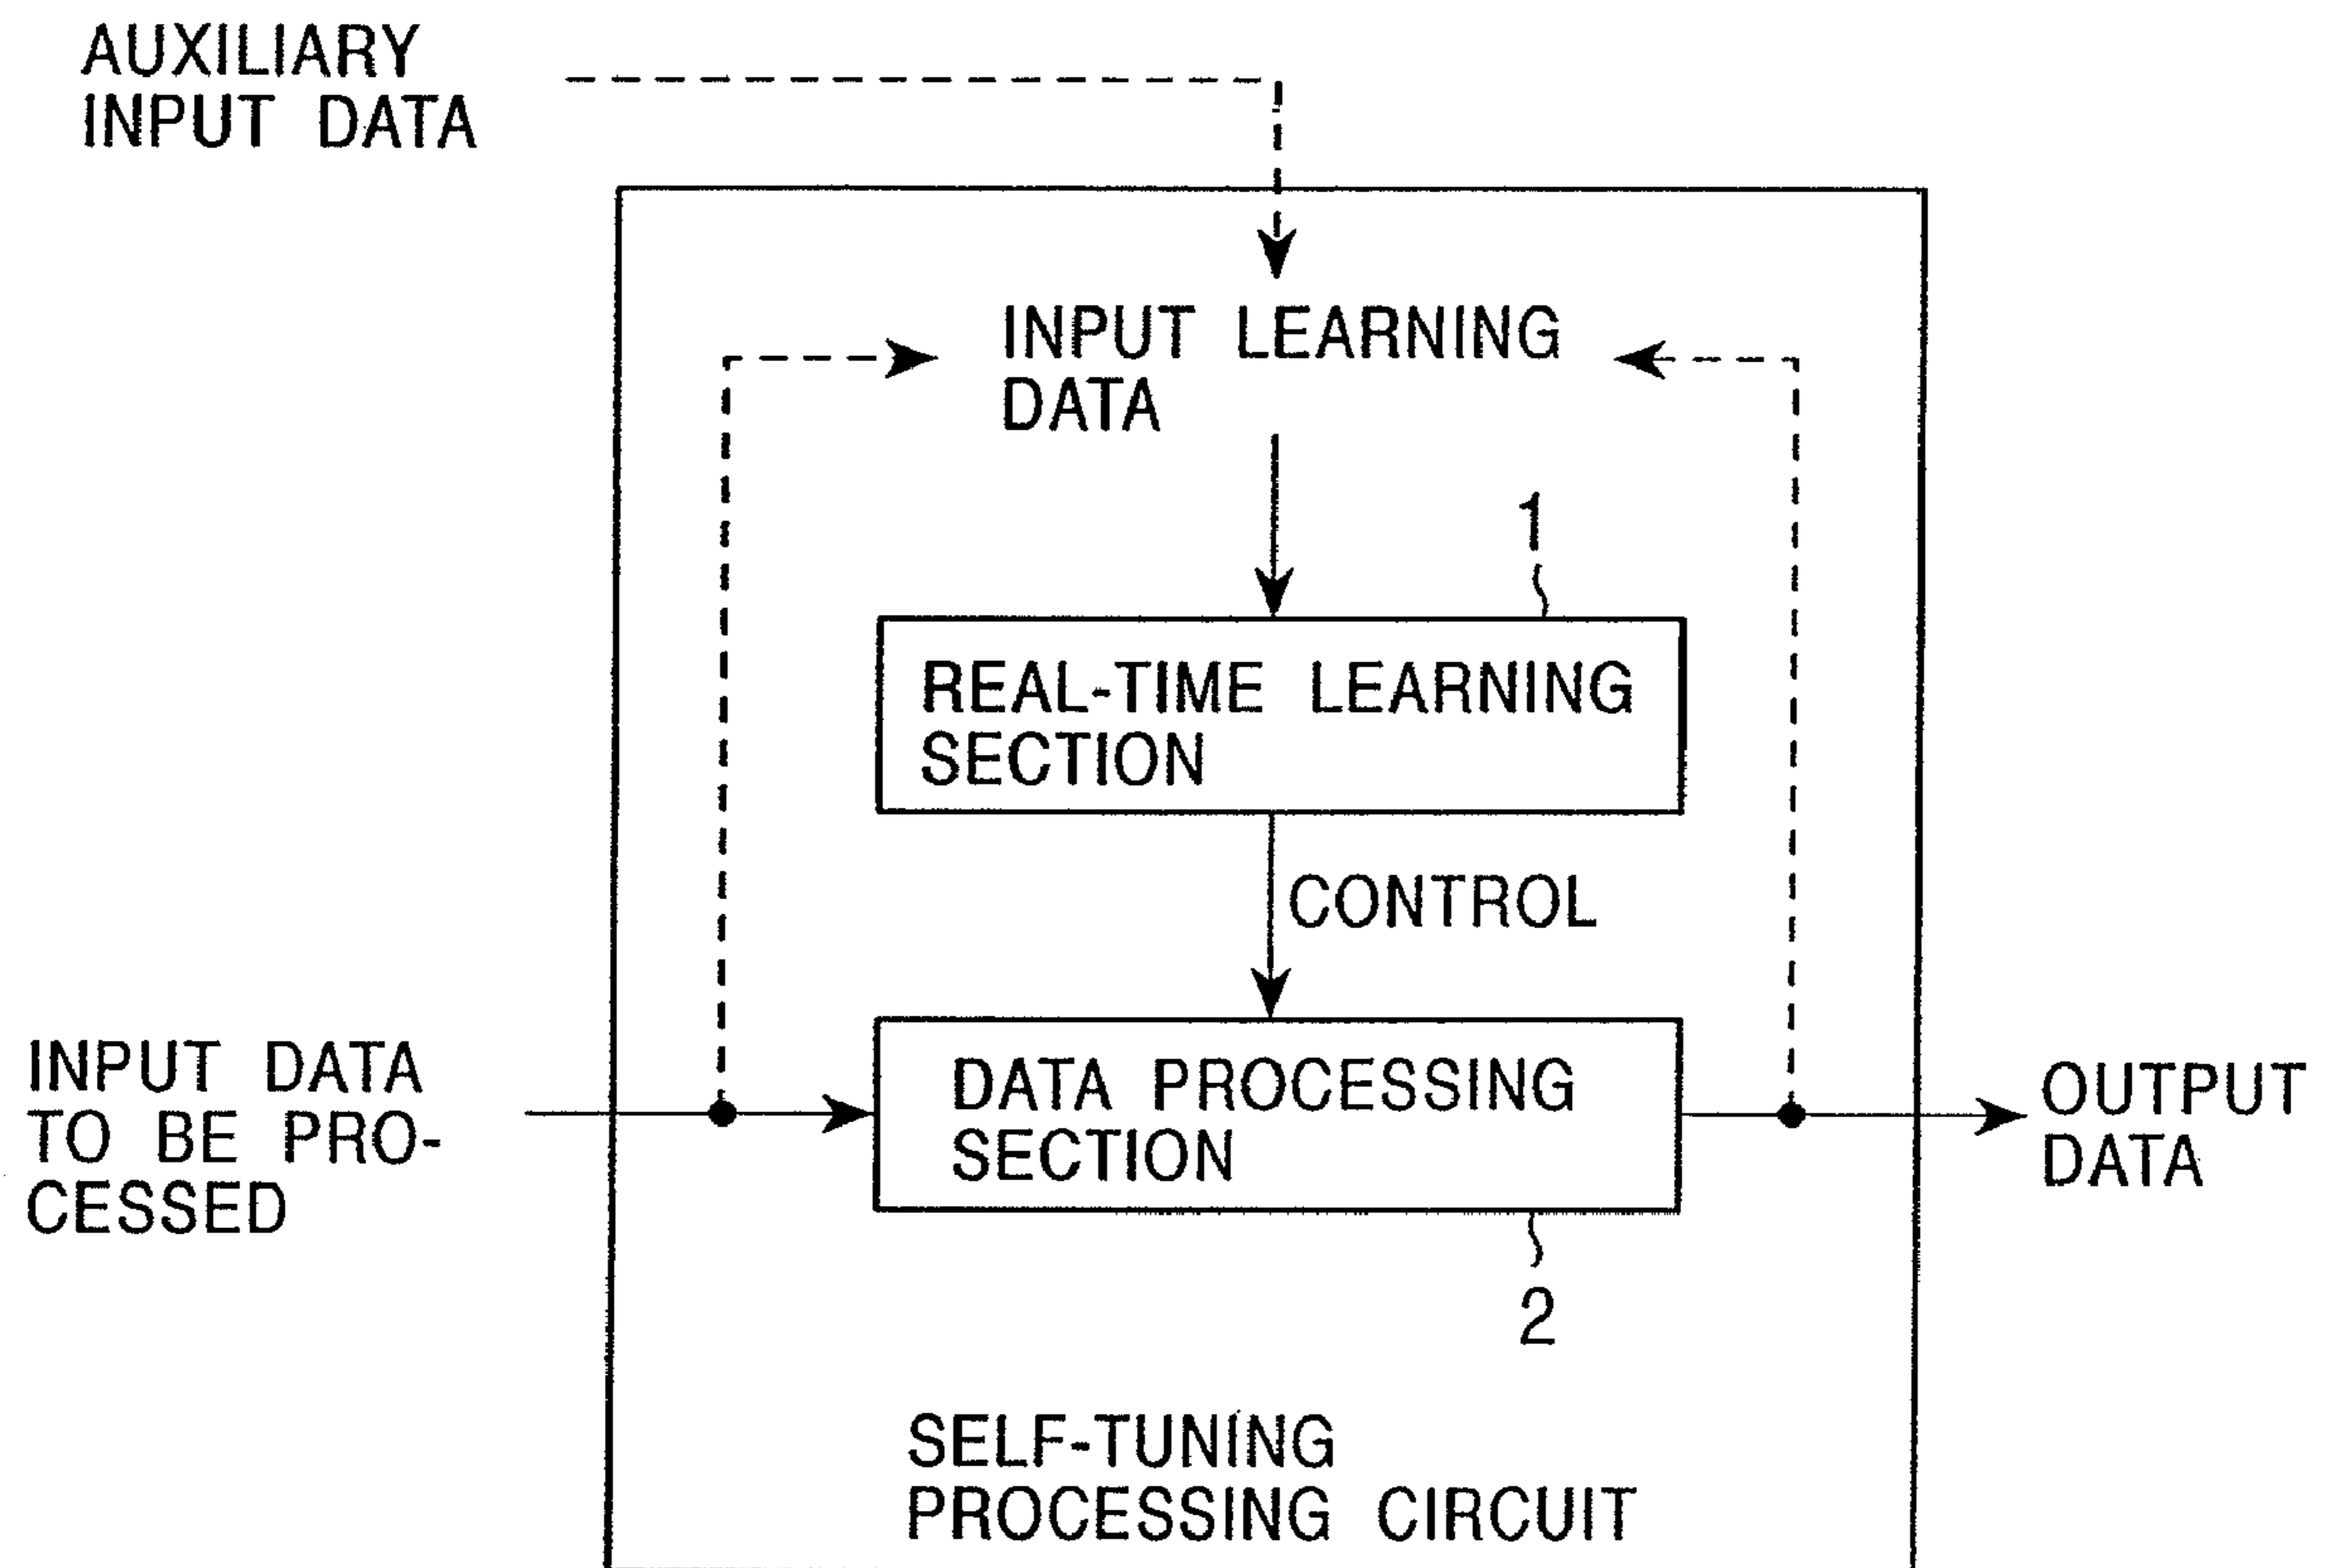 AUXILIARY
INPUT DATA
INPUT LEARNING
DATA
1
REAL-TIME LEARNING
SECTION
CONTROL
INPUT DATA
TO BE PRO-
CESSED
DATA PROCESSING
SECTION
OUTPUT
DATA
2
SELF-TUNING
PROCESSING CIRCUIT